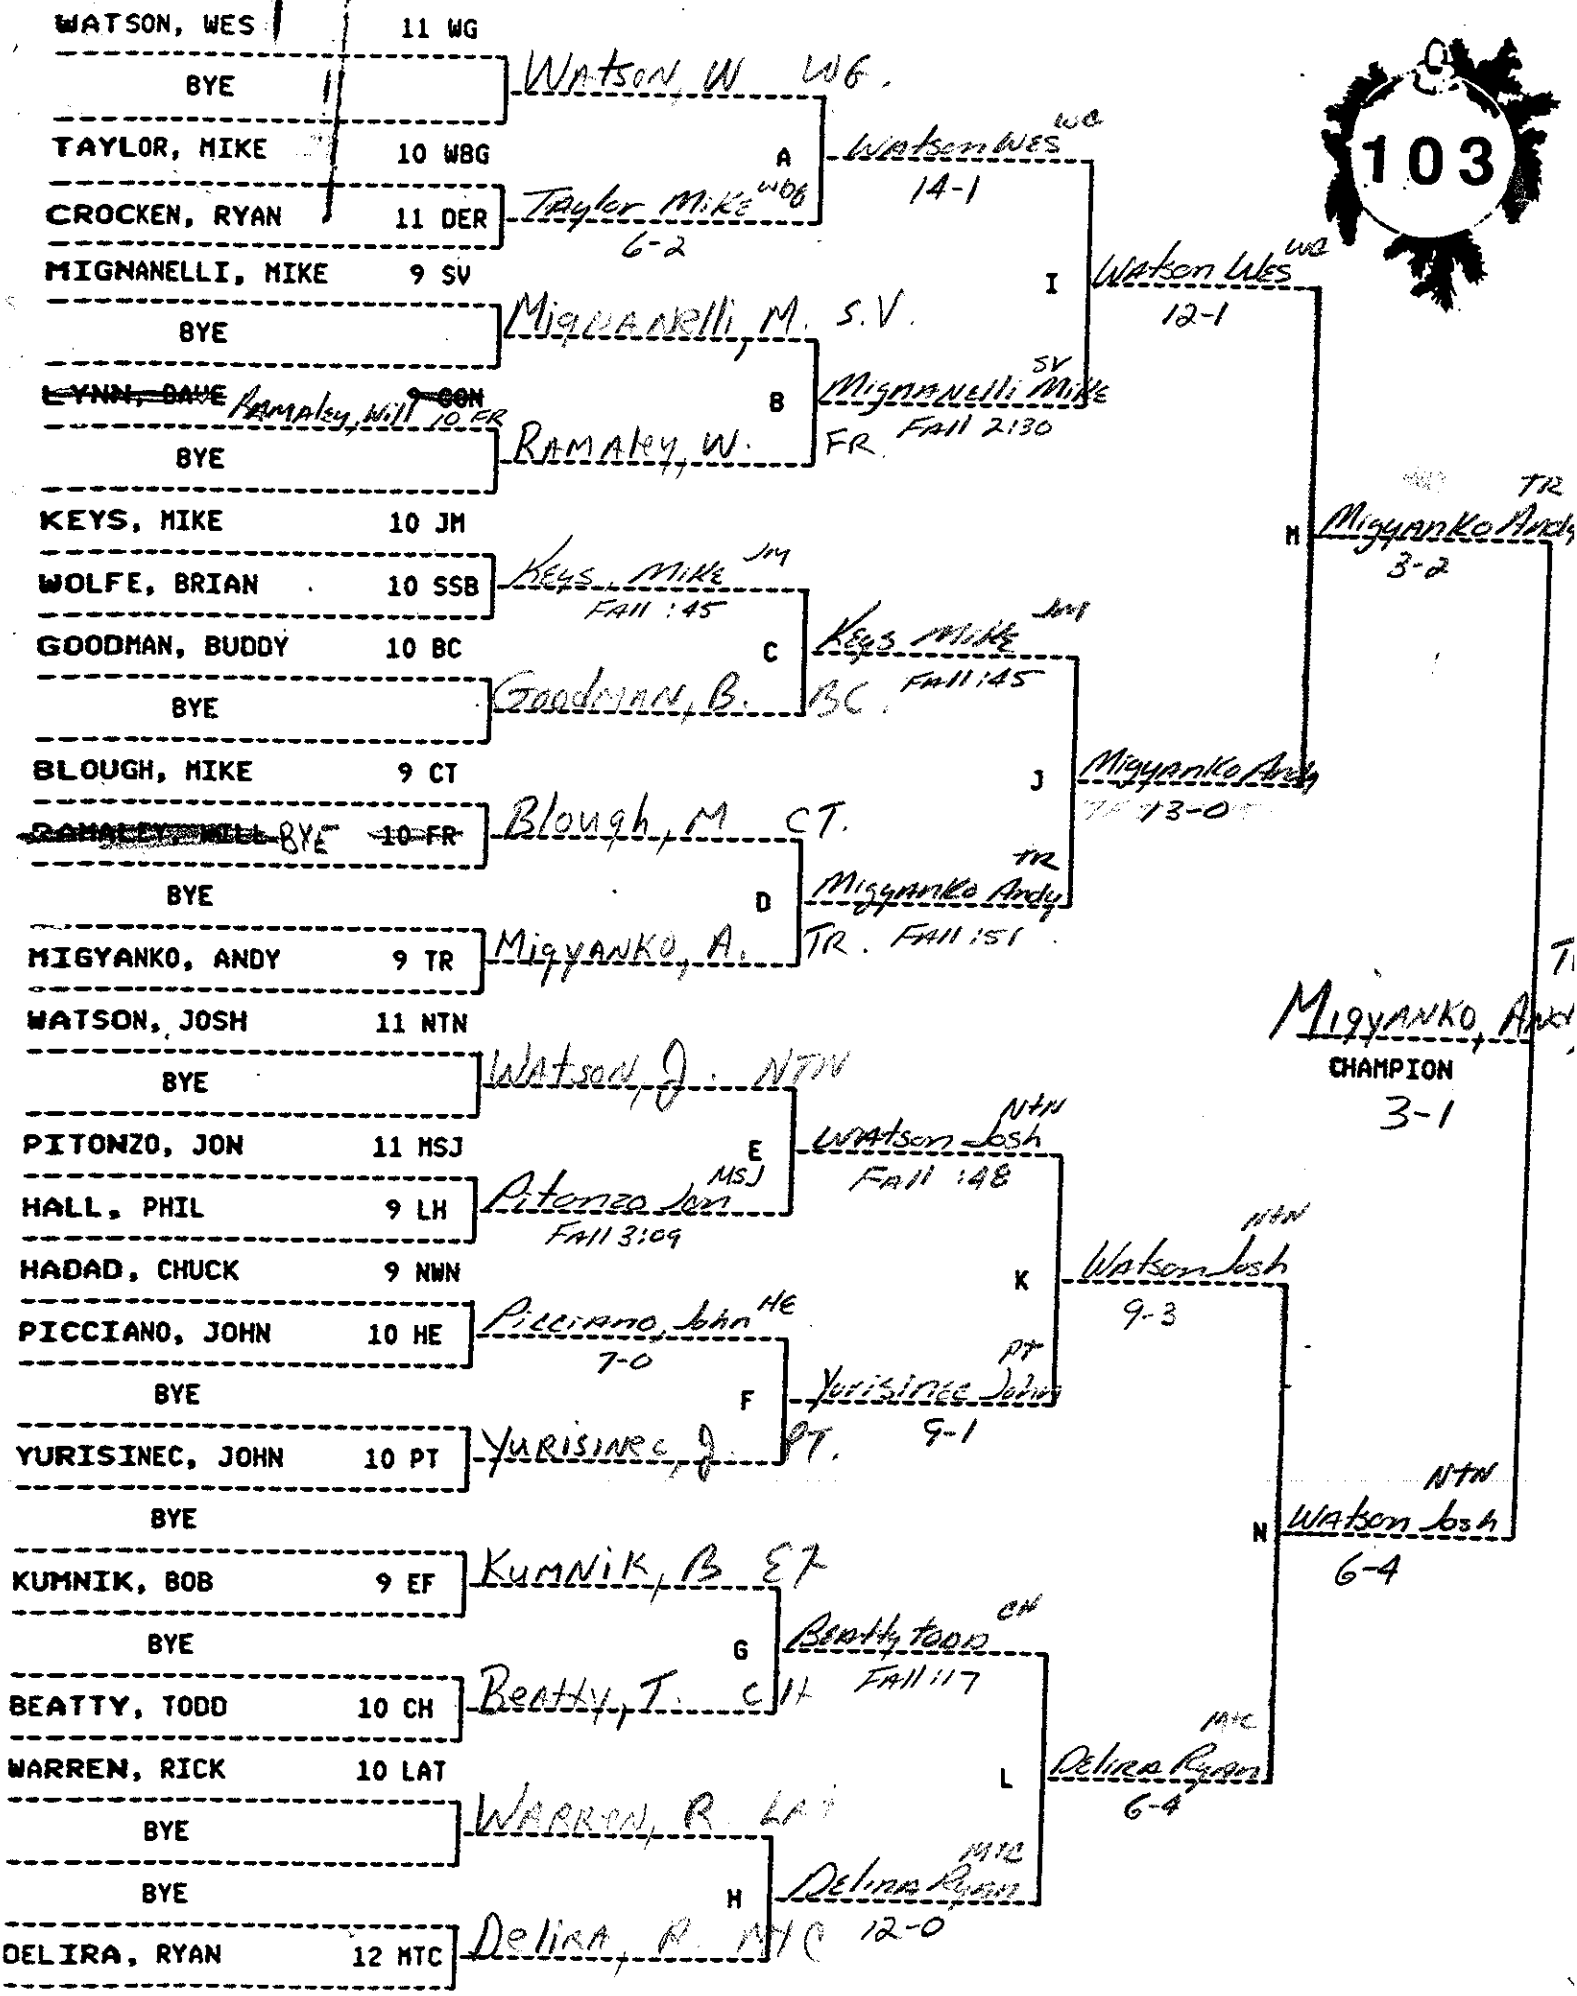 WATSON, WES 11 WG
Watson, W WG.
BYE
103
TAYLOR, MIKE 10 WBG
A Watson Wes WG
14-1
CROCKEN, RYAN 11 DER
Taylor Mike WBG
6-2
MIGNANELLI, MIKE 9 SV
I Watson Wes WG
12-1
Mignanelli, M. S.V.
BYE
LYNN, DAVE 9 CON
Ramaley, Will 10 FR
B Mignanelli Mike SV
Fall 2:30
Ramaley, W. FR
BYE
KEYS, MIKE 10 JM
M Migyanko Andy TR
3-2
WOLFE, BRIAN 10 SSB
Keys, Mike JM
Fall :45
GOODMAN, BUDDY 10 BC
C Keys Mike JM
Fall :45
Goodman, B. BC.
BYE
BLOUGH, MIKE 9 CT
J Migyanko Andy
13-0
Blough, M CT.
RAMALEY, WILL BYE 10 FR
BYE
D Migyanko Andy TR
Fall :51
MIGYANKO, ANDY 9 TR
Migyanko, A. TR.
WATSON, JOSH 11 NTN
Migyanko, Andy
CHAMPION
3-1
Watson, J. NTN
BYE
PITONZO, JON 11 MSJ
E Watson Josh NTN
Fall :48
HALL, PHIL 9 LH
Pitonzo Jon MSJ
Fall 3:09
HADAD, CHUCK 9 NWN
K Watson Josh NTN
9-3
PICCIANO, JOHN 10 HE
Picciano, John HE
7-0
BYE
F Yurisinec John PT
9-1
YURISINEC, JOHN 10 PT
Yurisinec, J. PT.
BYE
N Watson Josh NTN
6-4
KUMNIK, BOB 9 EF
Kumnik, B EF
BYE
G Beatty Todd CH
Fall :17
BEATTY, TODD 10 CH
Beatty, T. CH
WARREN, RICK 10 LAT
L Delira Ryan MTC
6-4
Warren, R LAT
BYE
BYE
H Delira Ryan MTC
12-0
DELIRA, RYAN 12 MTC
Delira, R. MTC